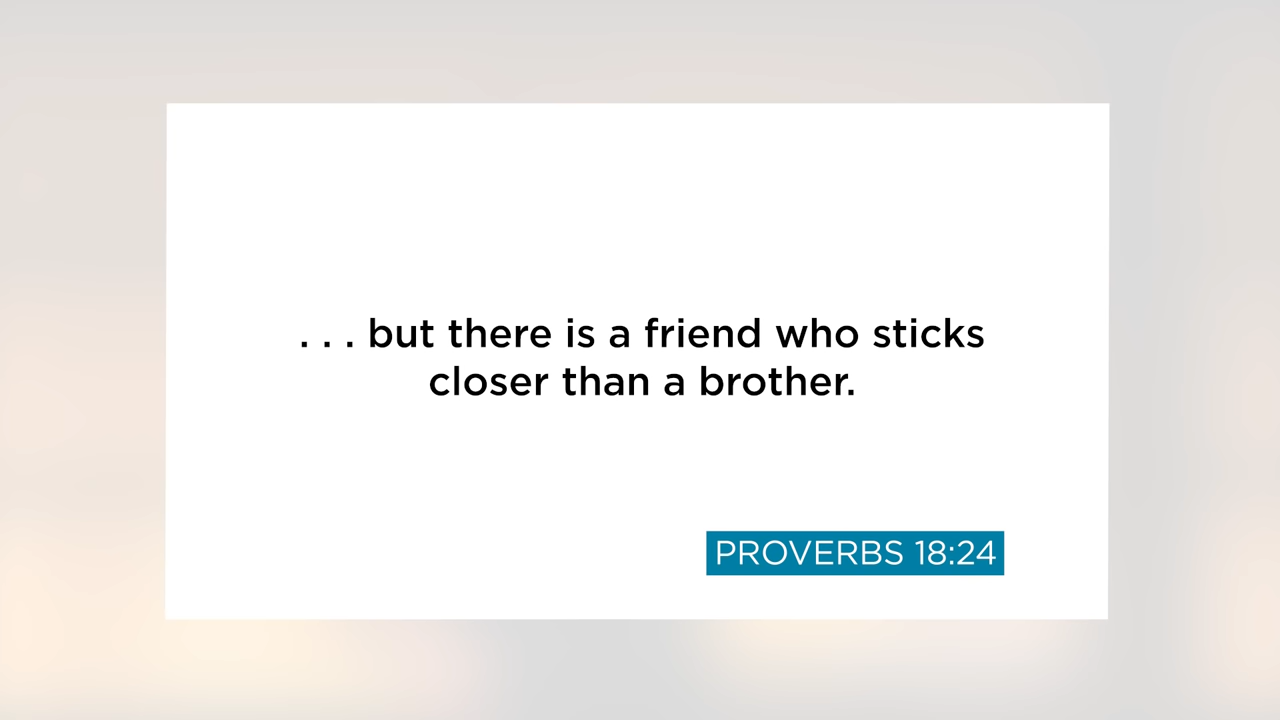 . . . but there is a friend who sticks
closer than a brother.
PROVERBS 18:24